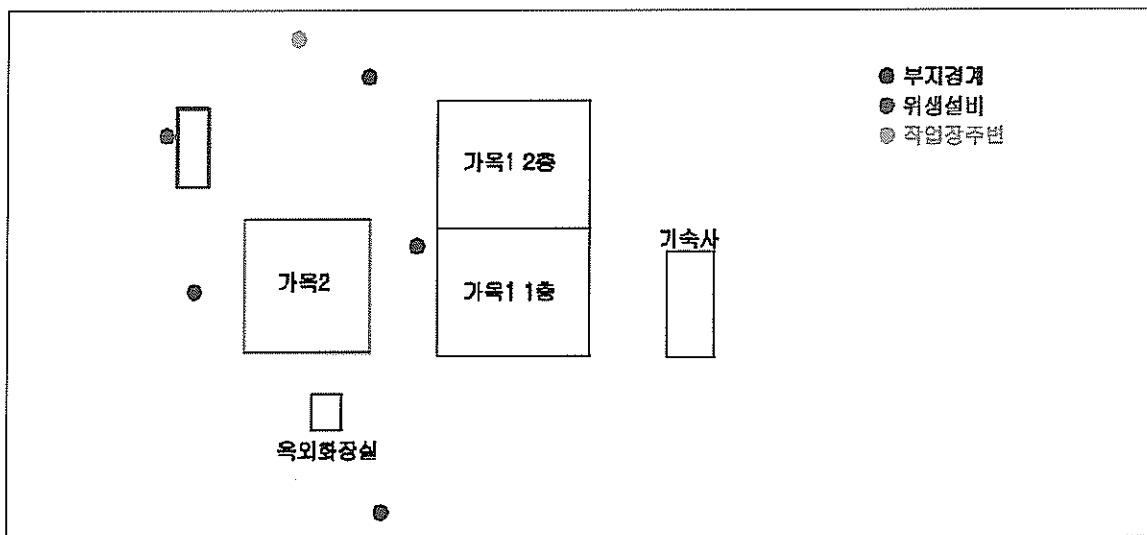 부지경계
위생설비
작업장주변
가옥1 2층
기숙사
가옥2
가옥1 1층
옥외화장실